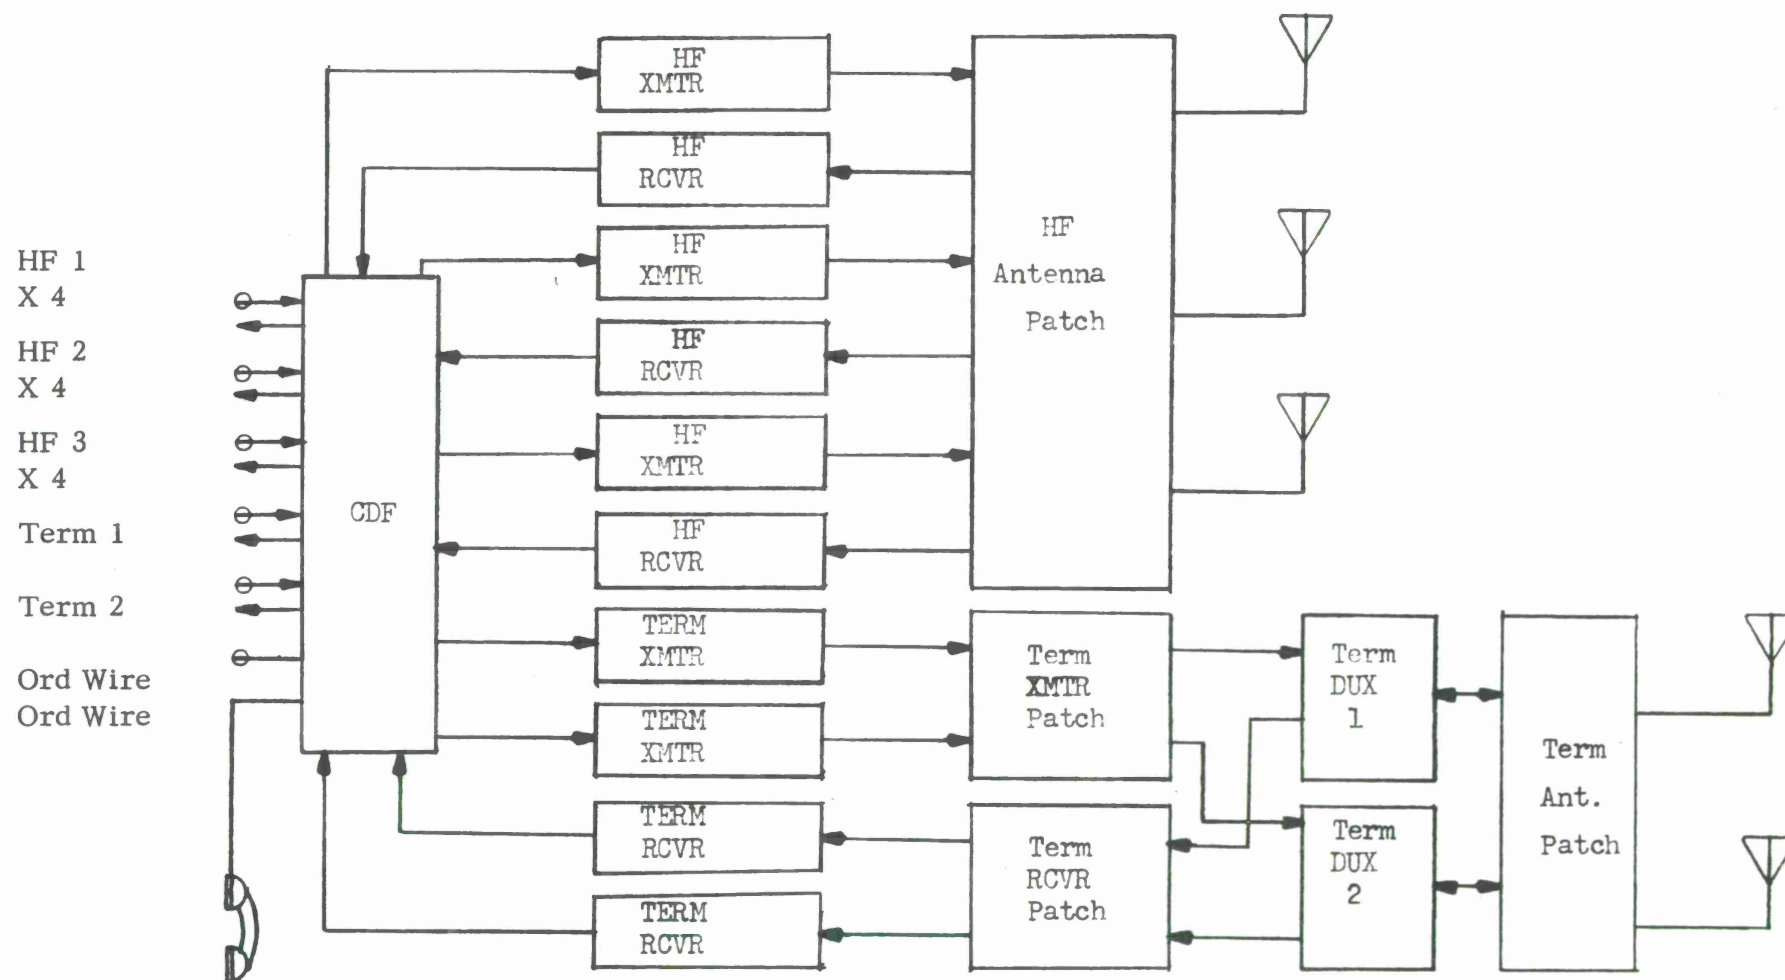 HF 1
X 4
HF 2
X 4
HF 3
X 4
Term 1
Term 2
Ord Wire
Ord Wire
CDF
HF
XMTR
HF
RCVR
HF
XMTR
HF
RCVR
HF
XMTR
HF
RCVR
TERM
XMTR
TERM
XMTR
TERM
RCVR
TERM
RCVR
HF
Antenna
Patch
Term
XMTR
Patch
Term
RCVR
Patch
Term
DUX
1
Term
DUX
2
Term
Ant.
Patch